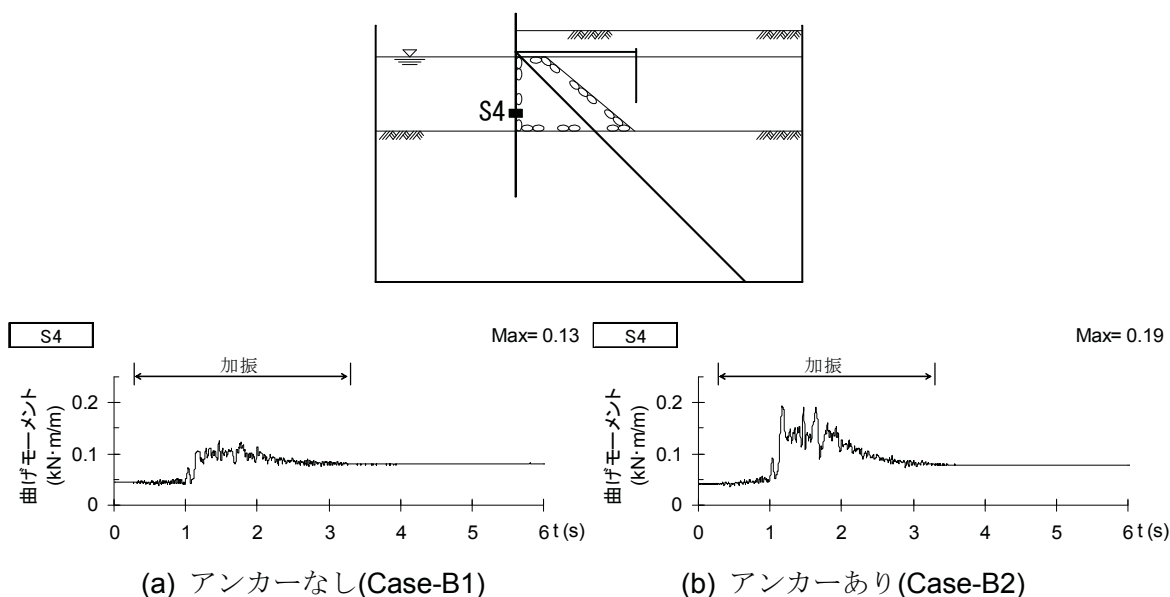 S4
S4
Max= 0.13
加振
曲げモーメント
(kN·m/m)
0.2
0.1
0
0 1 2 3 4 5 6 t (s)
(a) アンカーなし(Case-B1)
S4
Max= 0.19
加振
曲げモーメント
(kN·m/m)
0.2
0.1
0
0 1 2 3 4 5 6 t (s)
(b) アンカーあり(Case-B2)